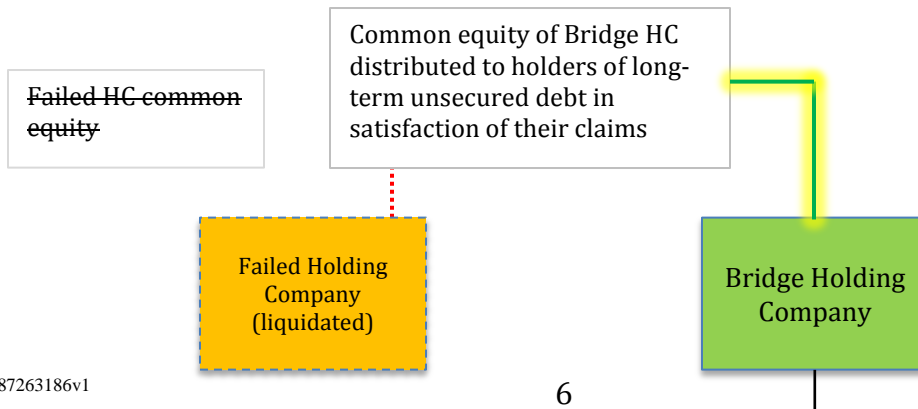 Common equity of Bridge HC
distributed to holders of long-
term unsecured debt in
satisfaction of their claims
Failed HC common
equity
Failed Holding
Company
(liquidated)
Bridge Holding
Company
87263186v1
6